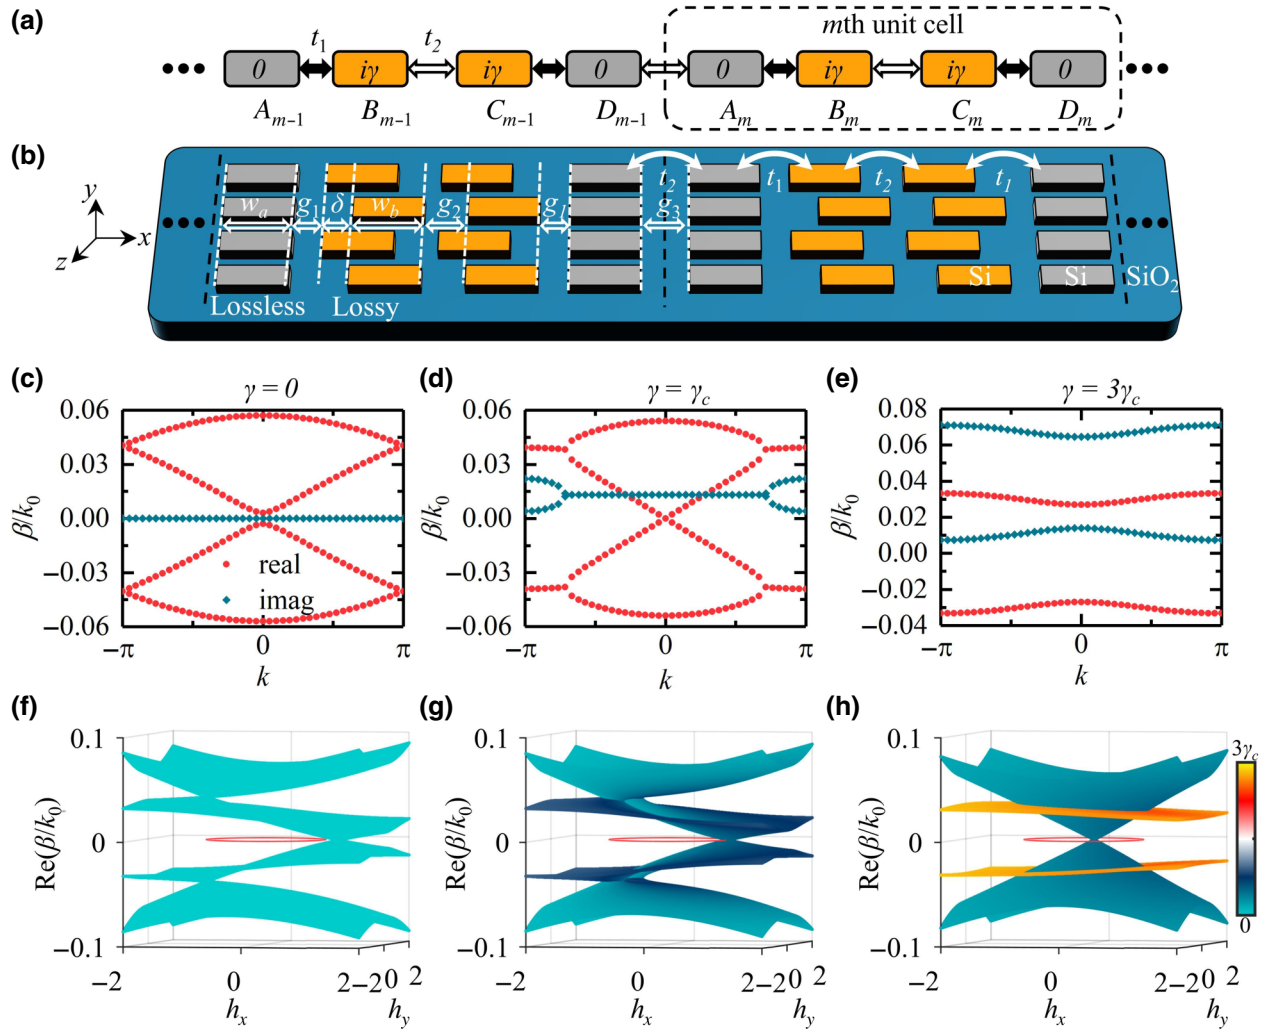 (a)
t1 t2 mth unit cell
0 iγ iγ 0 0 iγ iγ 0
Am−1 Bm−1 Cm−1 Dm−1 Am Bm Cm Dm
(b)
y
x
z
wa g1 δ wb g2 g1 t2 g3 t1 t2 t1
Lossless Lossy Si Si SiO2
(c) γ = 0
0.06
0.03
0.00
−0.03
−0.06
β/k0
real
imag
−π 0 π
k
(d) γ = γc
0.06
0.03
0.00
−0.03
−0.06
β/k0
−π 0 π
k
(e) γ = 3γc
0.08
0.06
0.04
0.02
0.00
−0.02
−0.04
β/k0
−π 0 π
k
(f)
0.1
0
−0.1
Re(β/k0)
−2 0 2 −2 0 2
hx hy
(g)
0.1
0
−0.1
Re(β/k0)
−2 0 2 −2 0 2
hx hy
(h)
0.1
0
−0.1
Re(β/k0)
−2 0 2 −2 0 2
hx hy
3γc
0